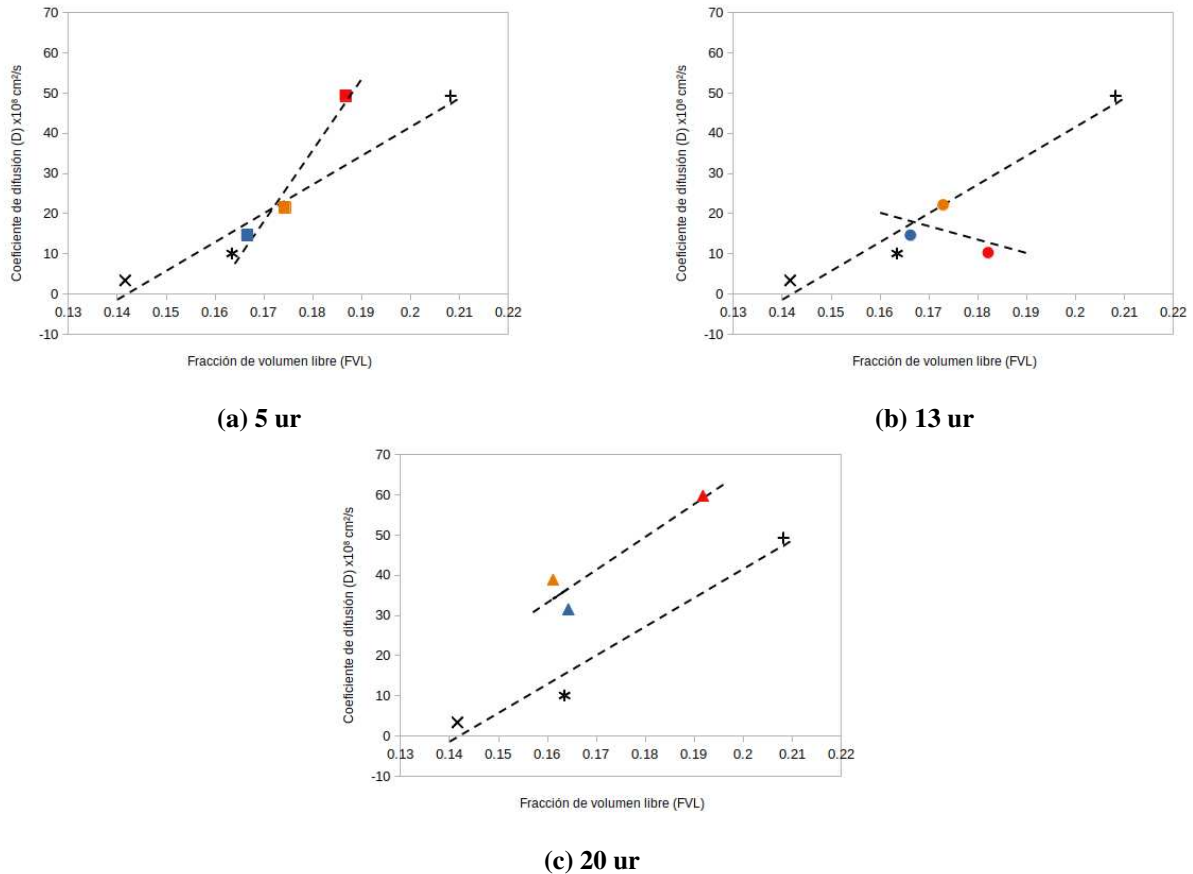 70
60
50
40
30
20
10
0
-10
0.13 0.14 0.15 0.16 0.17 0.18 0.19 0.2 0.21 0.22
Coeficiente de difusión (D) x10⁸ cm²/s
Fracción de volumen libre (FVL)
(a) 5 ur
70
60
50
40
30
20
10
0
-10
0.13 0.14 0.15 0.16 0.17 0.18 0.19 0.2 0.21 0.22
Coeficiente de difusión (D) x10⁸ cm²/s
Fracción de volumen libre (FVL)
(b) 13 ur
70
60
50
40
30
20
10
0
-10
0.13 0.14 0.15 0.16 0.17 0.18 0.19 0.2 0.21 0.22
Coeficiente de difusión (D) x10⁸ cm²/s
Fracción de volumen libre (FVL)
(c) 20 ur